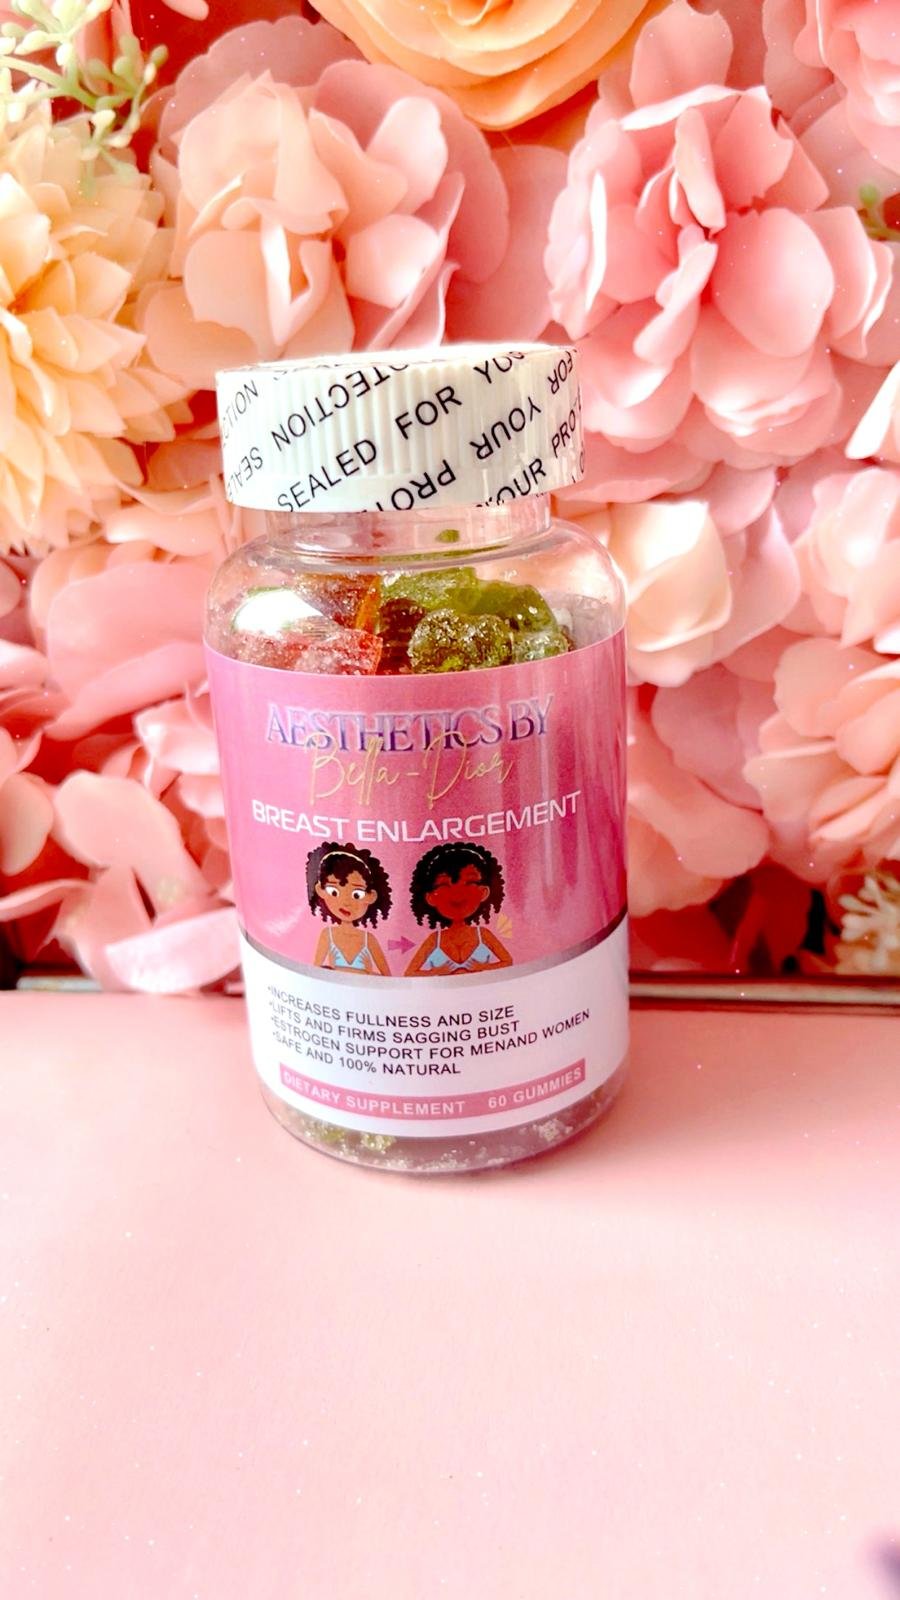 SEALED FOR YOUR PROTECTION
AESTHETICS BY
Bella-Dior
BREAST ENLARGEMENT
•INCREASES FULLNESS AND SIZE
•LIFTS AND FIRMS SAGGING BUST
•ESTROGEN SUPPORT FOR MENAND WOMEN
•SAFE AND 100% NATURAL
DIETARY SUPPLEMENT 60 GUMMIES